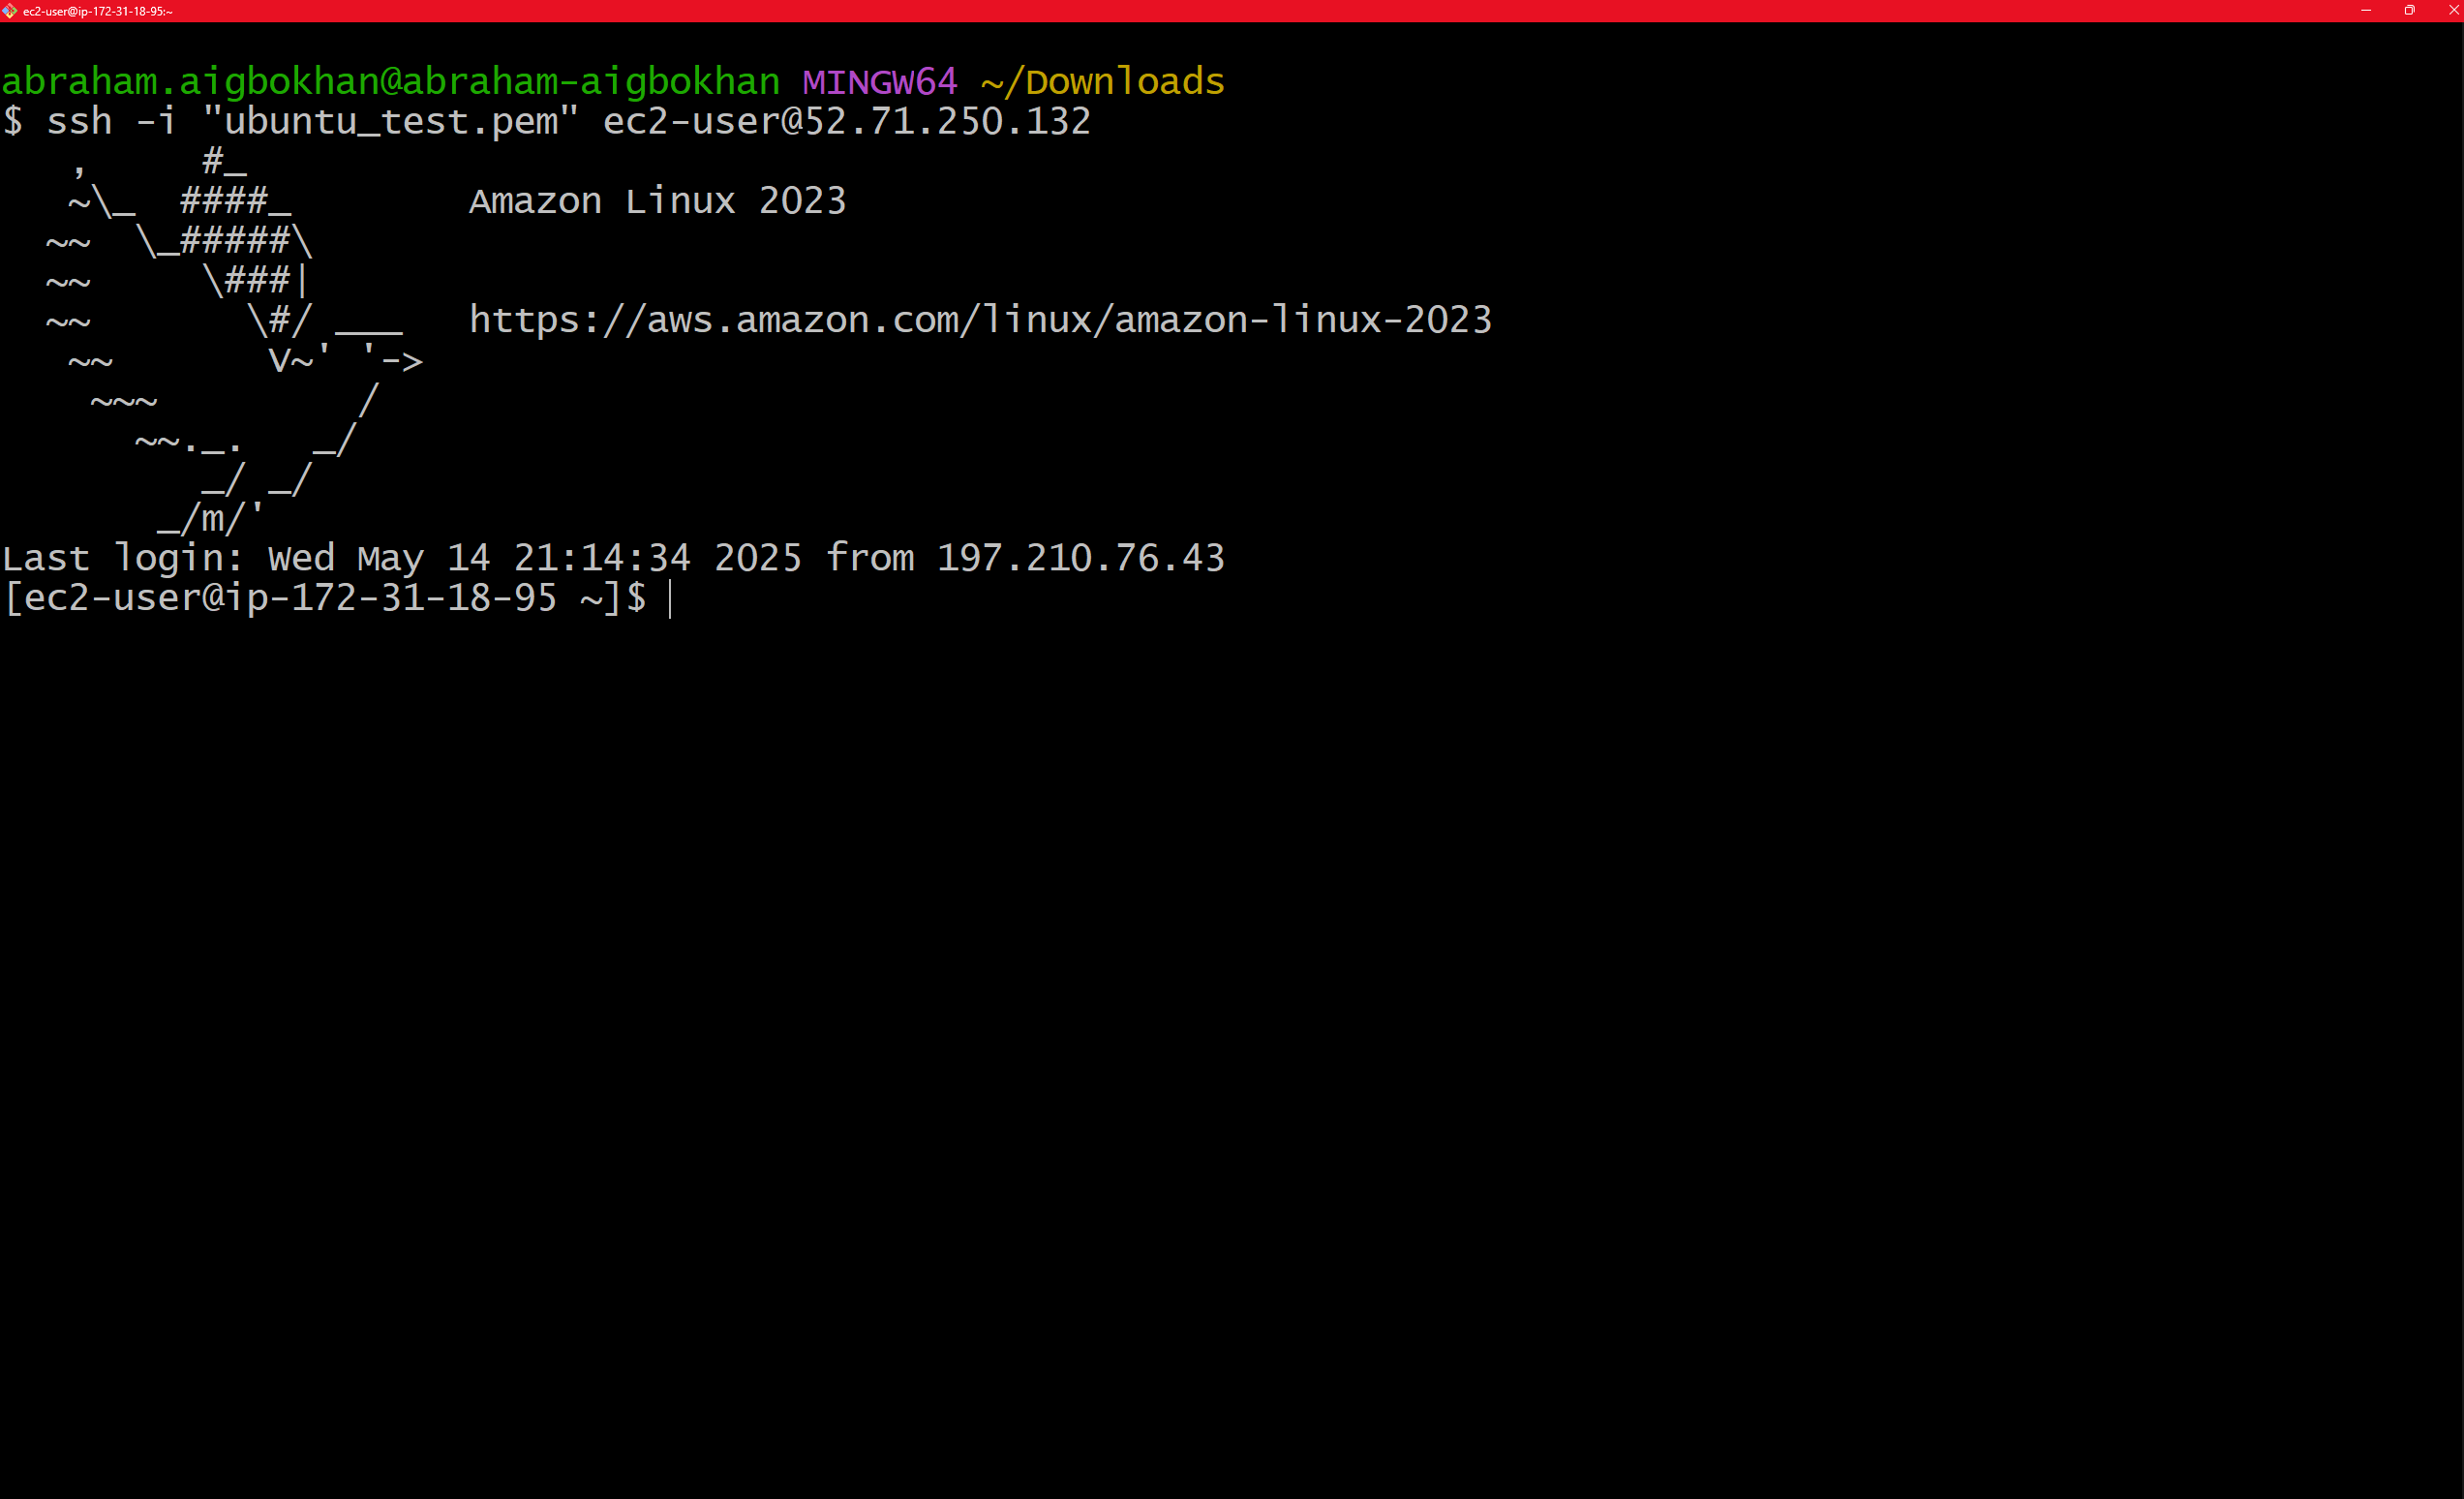 ec2-user@ip-172-31-18-95:~
abraham.aigbokhan@abraham-aigbokhan MINGW64 ~/Downloads
$ ssh -i "ubuntu_test.pem" ec2-user@52.71.250.132
   ,     #_
   ~\_  ####_        Amazon Linux 2023
  ~~  \_#####\
  ~~     \###|
  ~~       \#/ ___   https://aws.amazon.com/linux/amazon-linux-2023
   ~~       V~' '->
    ~~~         /
      ~~._.   _/
         _/ _/
       _/m/'
Last login: Wed May 14 21:14:34 2025 from 197.210.76.43
[ec2-user@ip-172-31-18-95 ~]$